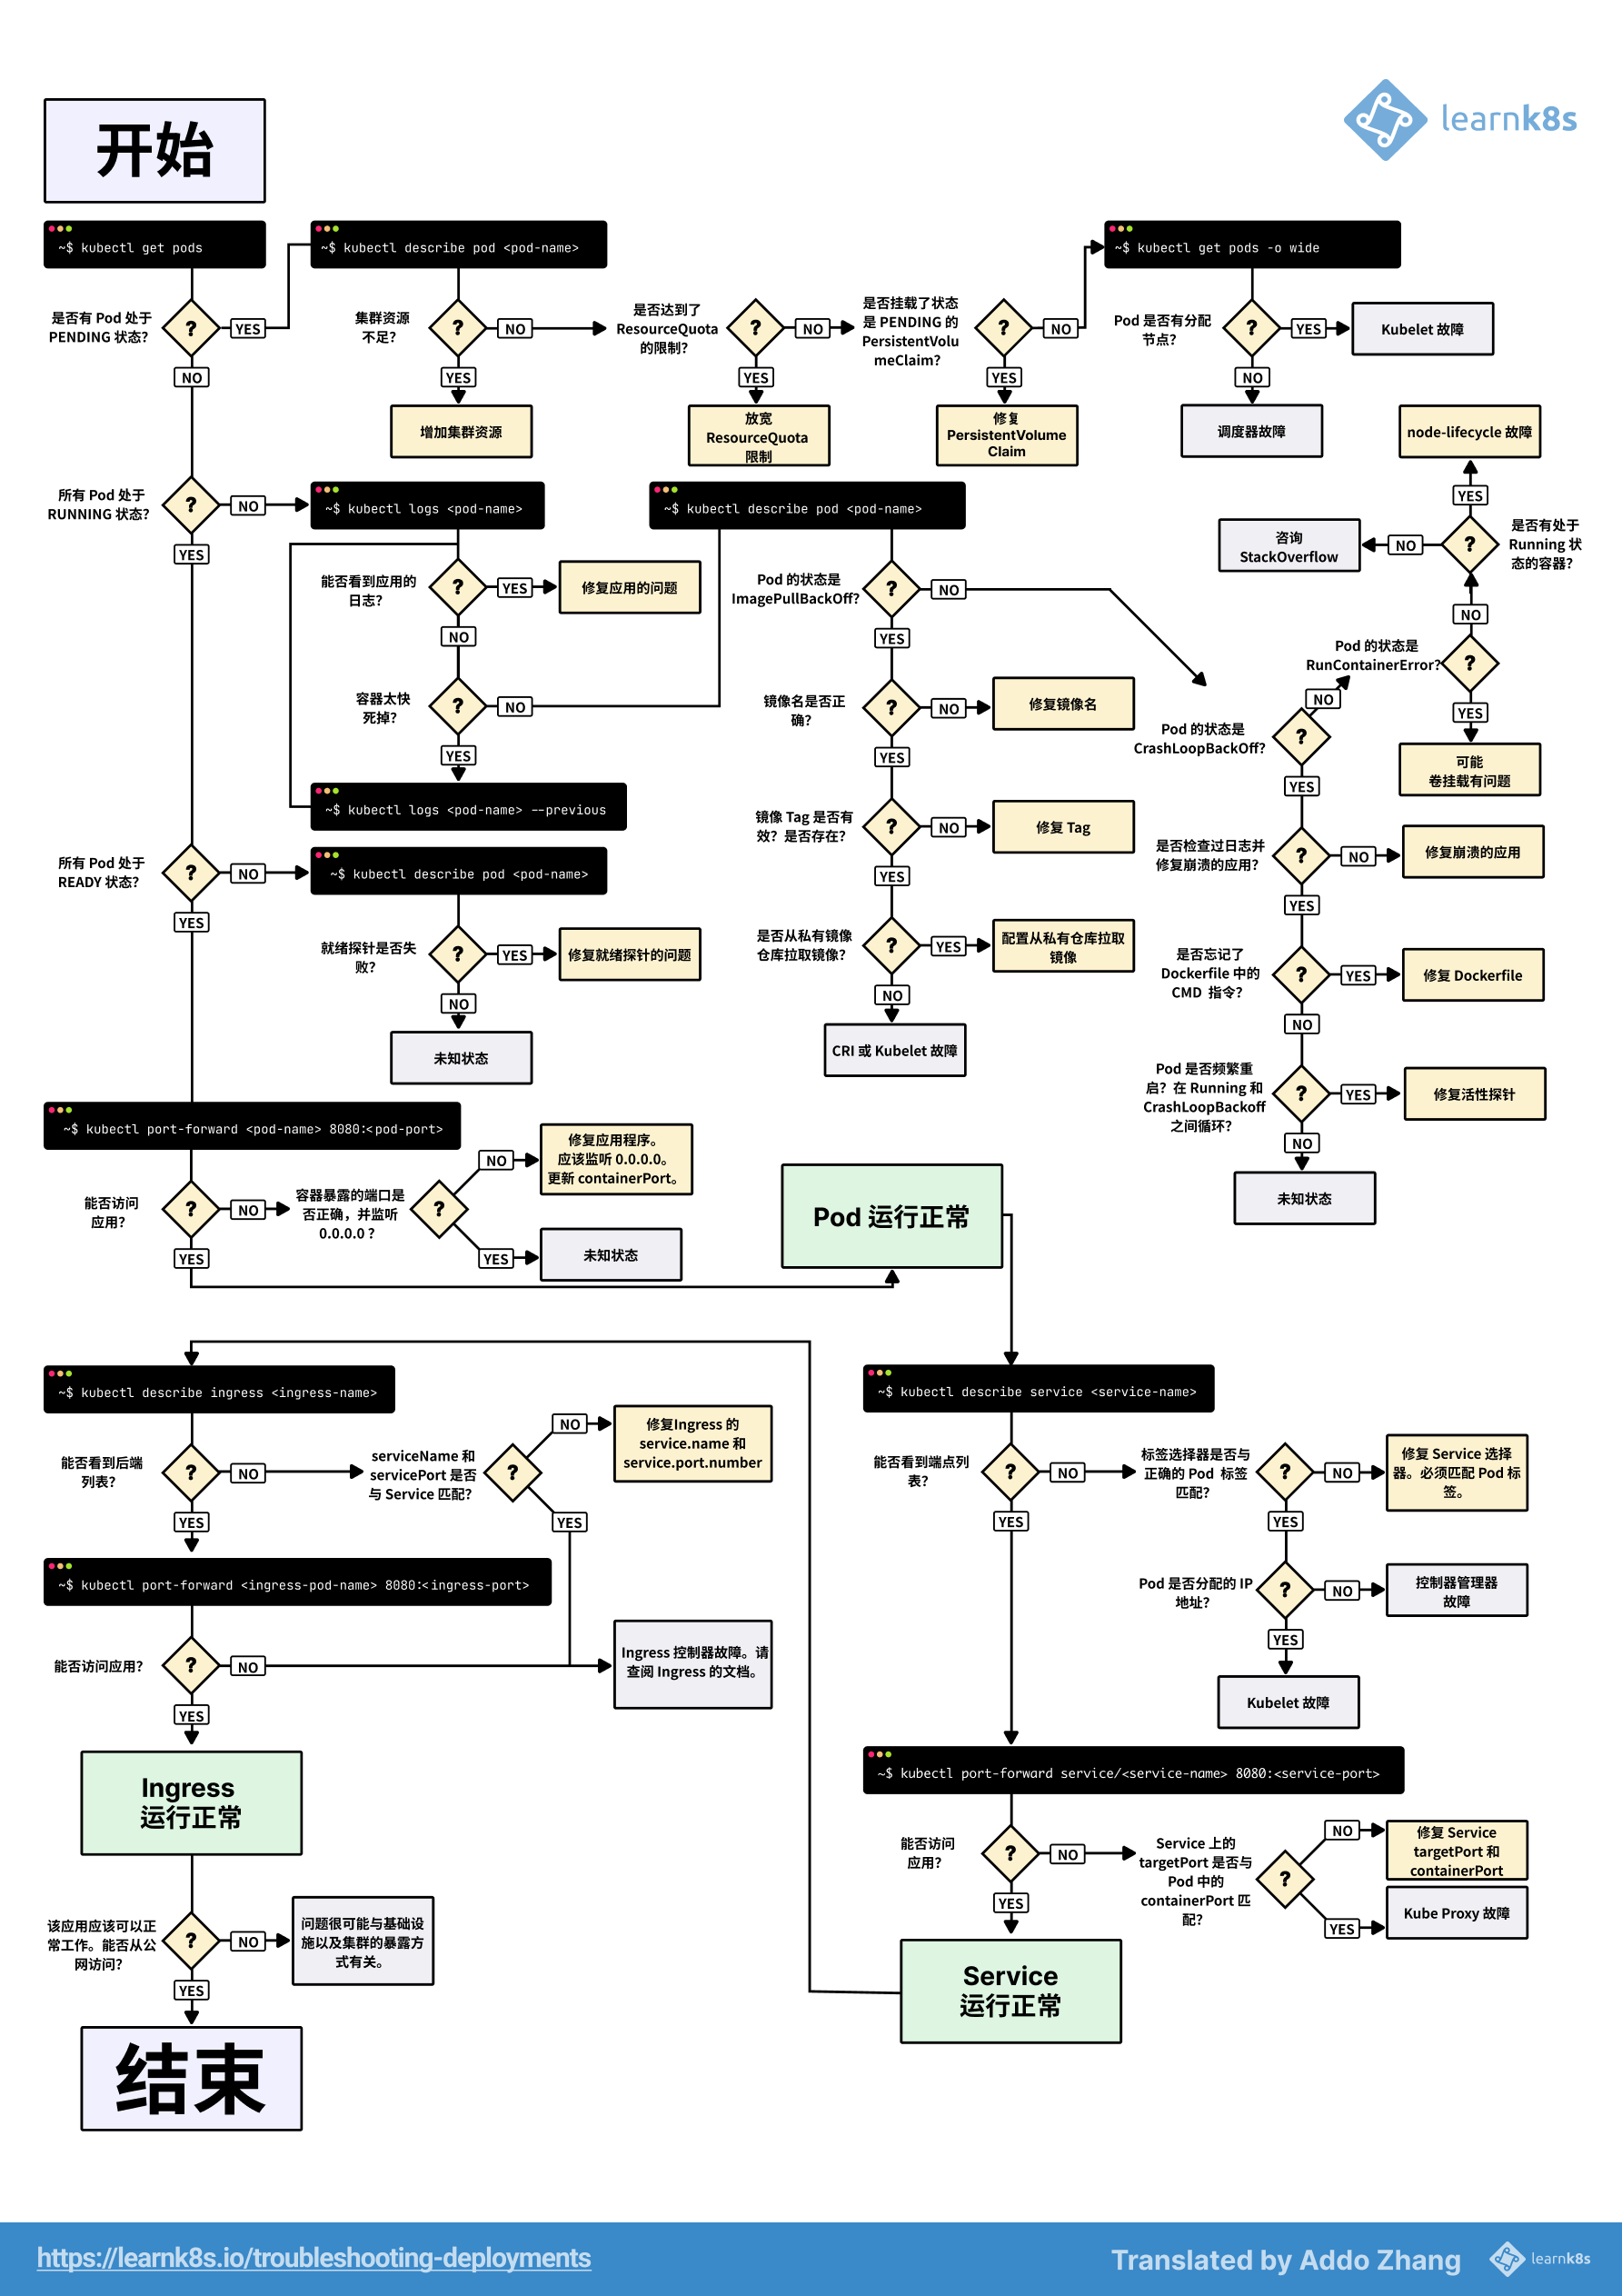 开始
learnk8s
~$ kubectl get pods
~$ kubectl describe pod <pod-name>
~$ kubectl get pods -o wide
是否有 Pod 处于
PENDING 状态?
?
YES
NO
集群资源
不足?
?
NO
YES
增加集群资源
是否达到了
ResourceQuota
的限制?
?
NO
YES
放宽
ResourceQuota
限制
是否挂载了状态
是 PENDING 的
PersistentVolu
meClaim?
?
NO
YES
修复
PersistentVolume
Claim
Pod 是否有分配
节点?
?
YES
Kubelet 故障
NO
调度器故障
node-lifecycle 故障
YES
咨询
StackOverflow
NO
?
是否有处于
Running 状
态的容器?
NO
Pod 的状态是
RunContainerError?
?
YES
可能
卷挂载有问题
所有 Pod 处于
RUNNING 状态?
?
NO
YES
~$ kubectl logs <pod-name>
能否看到应用的
日志?
?
YES
修复应用的问题
NO
容器太快
死掉?
?
NO
YES
~$ kubectl logs <pod-name> --previous
~$ kubectl describe pod <pod-name>
Pod 的状态是
ImagePullBackOff?
?
NO
YES
镜像名是否正
确?
?
NO
修复镜像名
YES
镜像 Tag 是否有
效? 是否存在?
?
NO
修复 Tag
YES
是否从私有镜像
仓库拉取镜像?
?
YES
配置从私有仓库拉取
镜像
NO
CRI 或 Kubelet 故障
NO
Pod 的状态是
CrashLoopBackOff?
?
YES
是否检查过日志并
修复崩溃的应用?
?
NO
修复崩溃的应用
YES
是否忘记了
Dockerfile 中的
CMD 指令?
?
YES
修复 Dockerfile
NO
Pod 是否频繁重
启? 在 Running 和
CrashLoopBackoff
之间循环?
?
YES
修复活性探针
NO
未知状态
所有 Pod 处于
READY 状态?
?
NO
YES
~$ kubectl describe pod <pod-name>
就绪探针是否失
败?
?
YES
修复就绪探针的问题
NO
未知状态
~$ kubectl port-forward <pod-name> 8080:<pod-port>
能否访问
应用?
?
NO
YES
容器暴露的端口是
否正确，并监听
0.0.0.0 ?
?
NO
修复应用程序。
应该监听 0.0.0.0。
更新 containerPort。
YES
未知状态
Pod 运行正常
~$ kubectl describe ingress <ingress-name>
能否看到后端
列表?
?
NO
YES
serviceName 和
servicePort 是否
与 Service 匹配?
?
NO
修复Ingress 的
service.name 和
service.port.number
YES
~$ kubectl port-forward <ingress-pod-name> 8080:<ingress-port>
能否访问应用?
?
NO
Ingress 控制器故障。请
查阅 Ingress 的文档。
YES
Ingress
运行正常
该应用应该可以正
常工作。能否从公
网访问?
?
NO
问题很可能与基础设
施以及集群的暴露方
式有关。
YES
结束
~$ kubectl describe service <service-name>
能否看到端点列
表?
?
NO
YES
标签选择器是否与
正确的 Pod 标签
匹配?
?
NO
修复 Service 选择
器。必须匹配 Pod 标
签。
YES
Pod 是否分配的 IP
地址?
?
NO
控制器管理器
故障
YES
Kubelet 故障
~$ kubectl port-forward service/<service-name> 8080:<service-port>
能否访问
应用?
?
NO
YES
Service 上的
targetPort 是否与
Pod 中的
containerPort 匹
配?
?
NO
修复 Service
targetPort 和
containerPort
YES
Kube Proxy 故障
Service
运行正常
https://learnk8s.io/troubleshooting-deployments
Translated by Addo Zhang
learnk8s